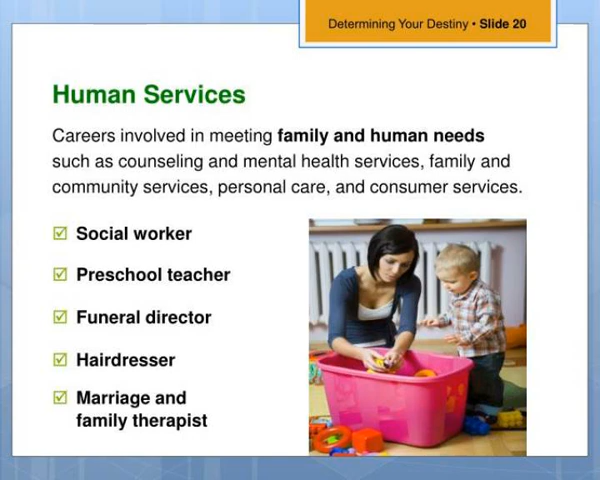 Determining Your Destiny • Slide 20
Human Services
Careers involved in meeting family and human needs
such as counseling and mental health services, family and
community services, personal care, and consumer services.
Social worker
Preschool teacher
Funeral director
Hairdresser
Marriage and
family therapist